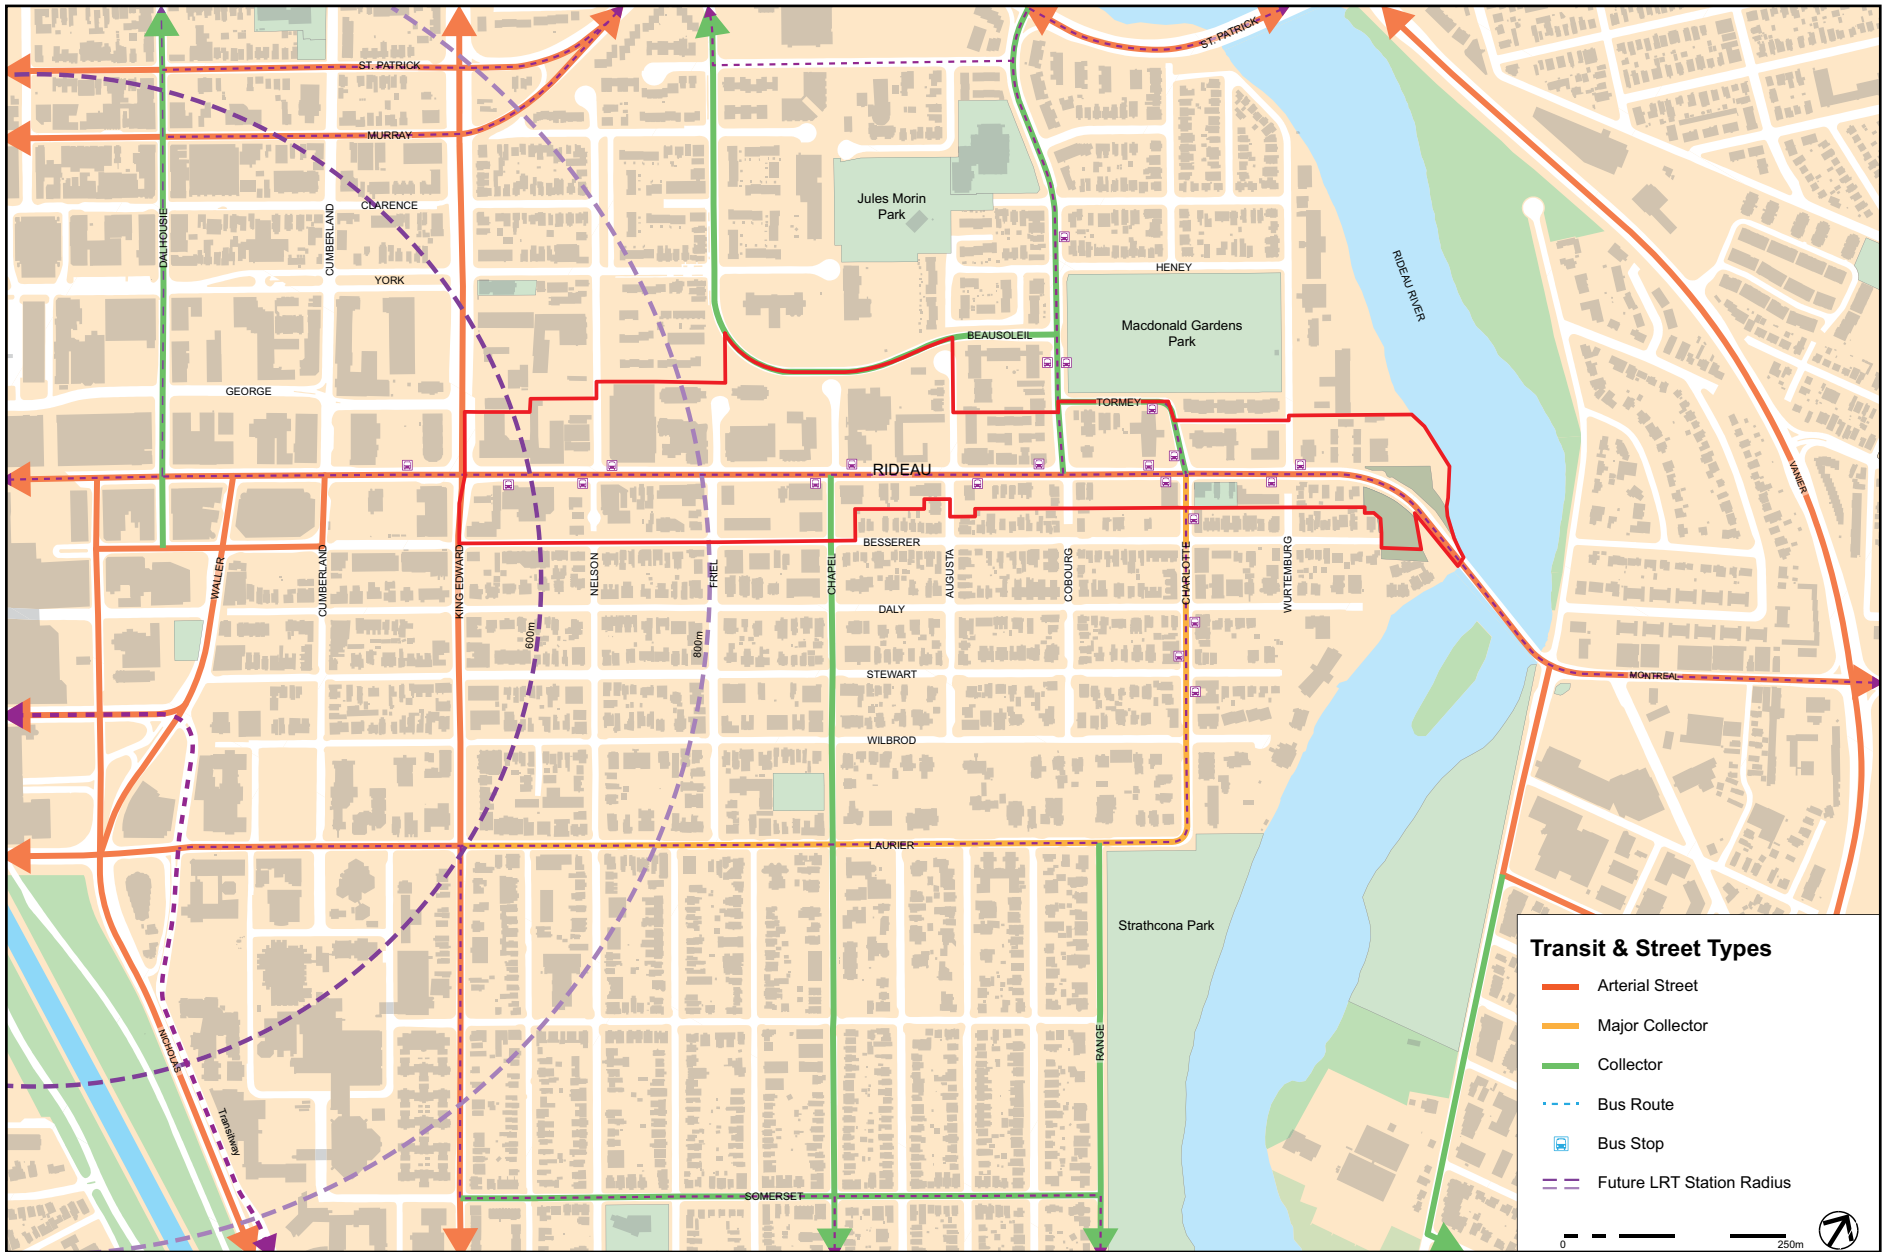 ST. PATRICK
ST. PATRICK
MURRAY
CLARENCE
Jules Morin
Park
DALHOUSIE
CUMBERLAND
YORK
HENEY
RIDEAU RIVER
Macdonald Gardens
Park
BEAUSOLEIL
GEORGE
TORMEY
RIDEAU
VANIER
BESSERER
WALLER
CUMBERLAND
KING EDWARD
NELSON
FRIEL
CHAPEL
AUGUSTA
COBOURG
CHARLOTTE
WURTEMBURG
DALY
600m
800m
STEWART
MONTREAL
WILBROD
LAURIER
Strathcona Park
NICHOLAS
RANGE
Transitway
SOMERSET
Transit & Street Types
Arterial Street
Major Collector
Collector
Bus Route
Bus Stop
Future LRT Station Radius
0 250m